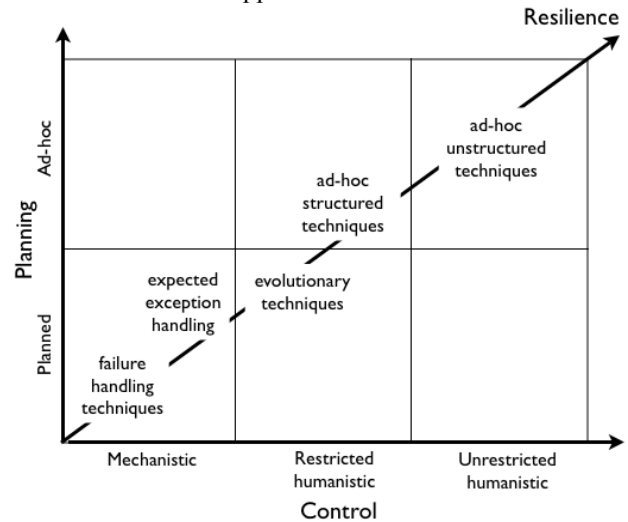 Resilience
Ad-hoc
Planning
Planned
ad-hoc
unstructured
techniques
ad-hoc
structured
techniques
expected
exception
handling
evolutionary
techniques
failure
handling
techniques
Mechanistic
Restricted
humanistic
Unrestricted
humanistic
Control